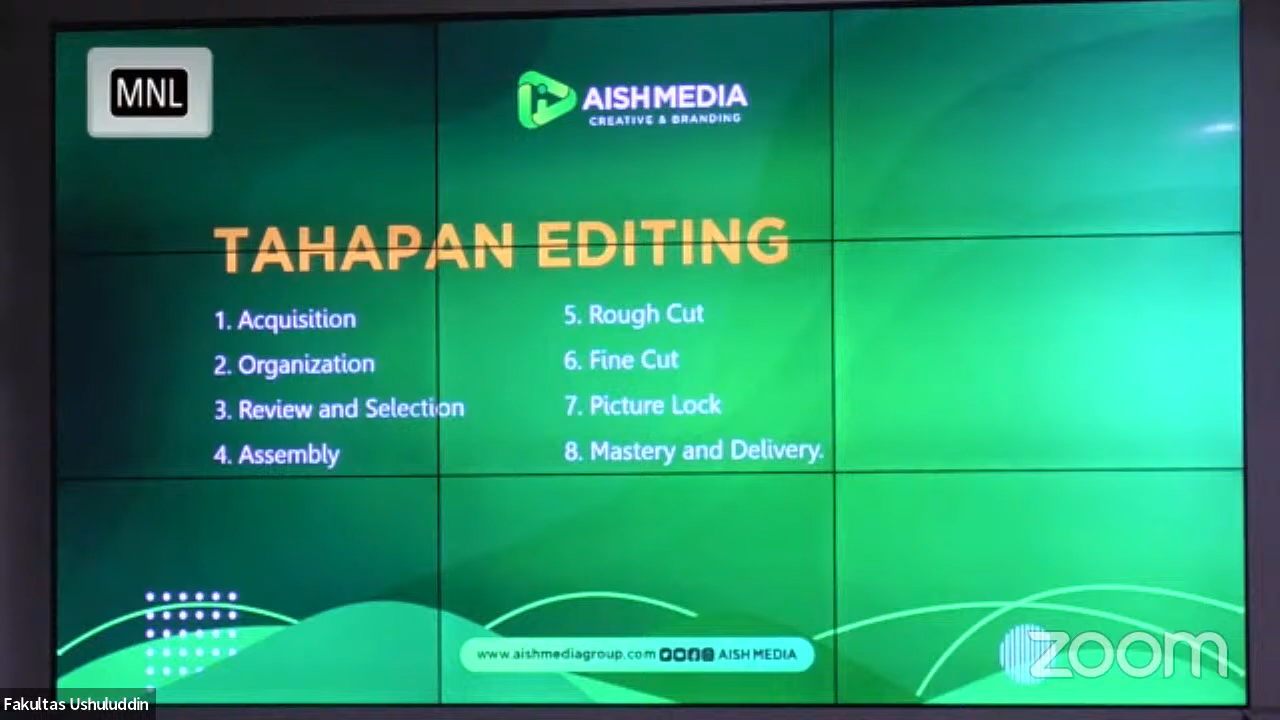 MNL
AISHMEDIA
CREATIVE & BRANDING
TAHAPAN EDITING
1. Acquisition
2. Organization
3. Review and Selection
4. Assembly
5. Rough Cut
6. Fine Cut
7. Picture Lock
8. Mastery and Delivery.
www.aishmediagroup.com AISH MEDIA
zoom
Fakultas Ushuluddin